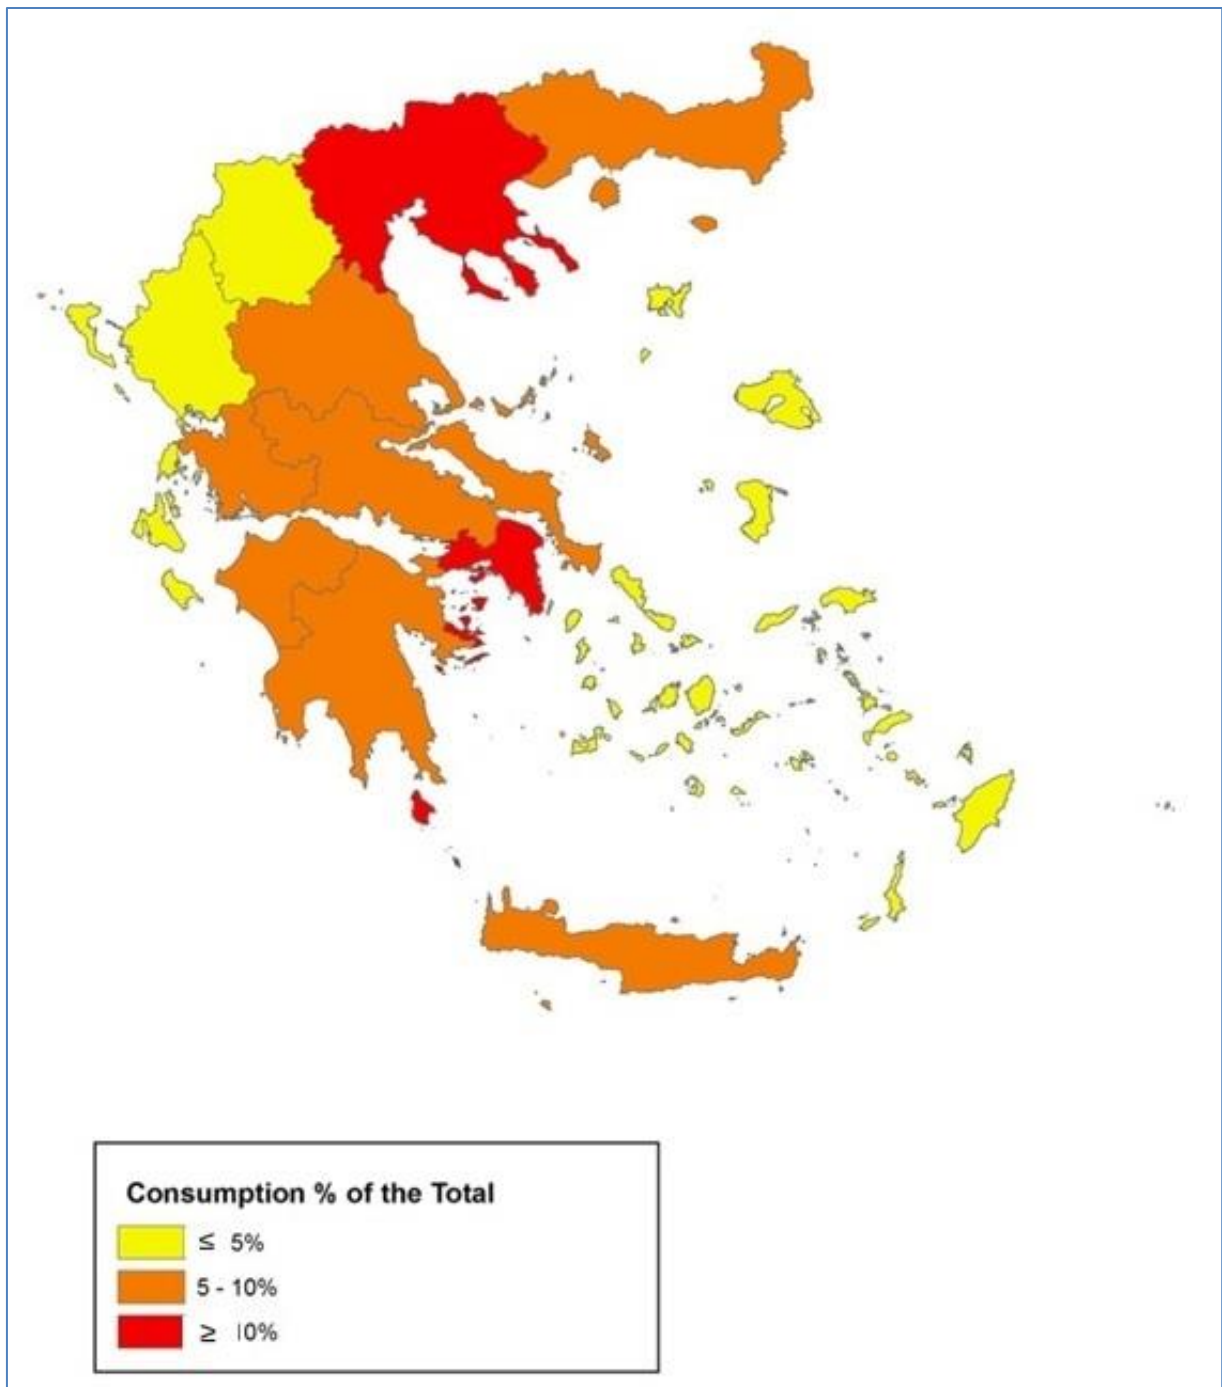 Consumption % of the Total
≤ 5%
5 - 10%
≥ 10%